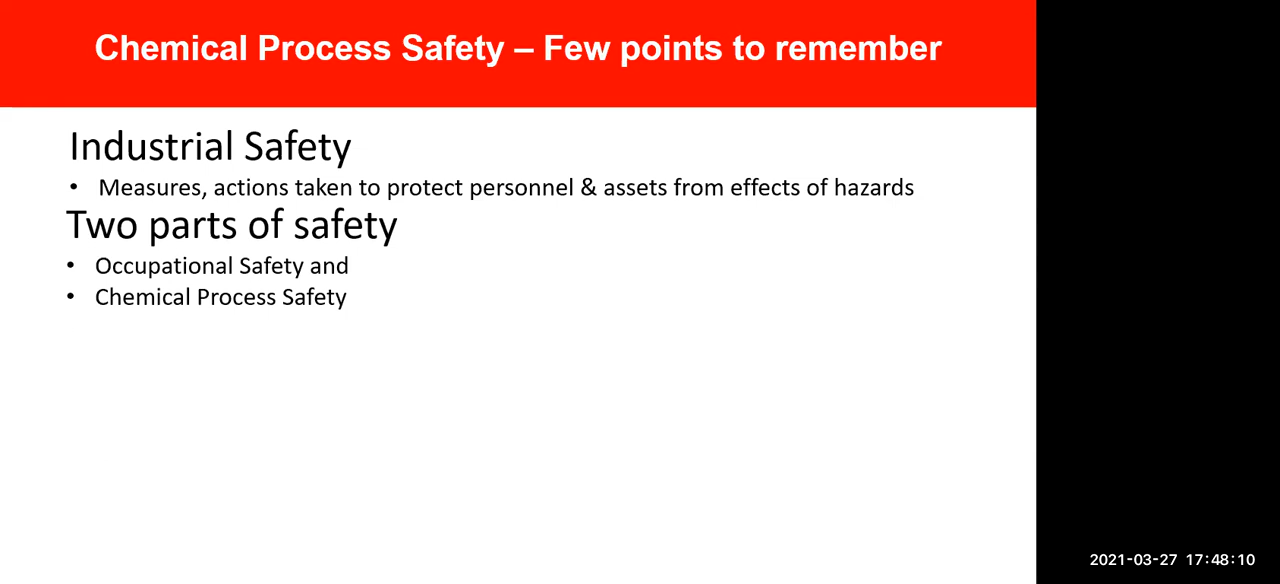 Chemical Process Safety – Few points to remember
Industrial Safety
• Measures, actions taken to protect personnel & assets from effects of hazards
Two parts of safety
• Occupational Safety and
• Chemical Process Safety
2021-03-27 17:48:10